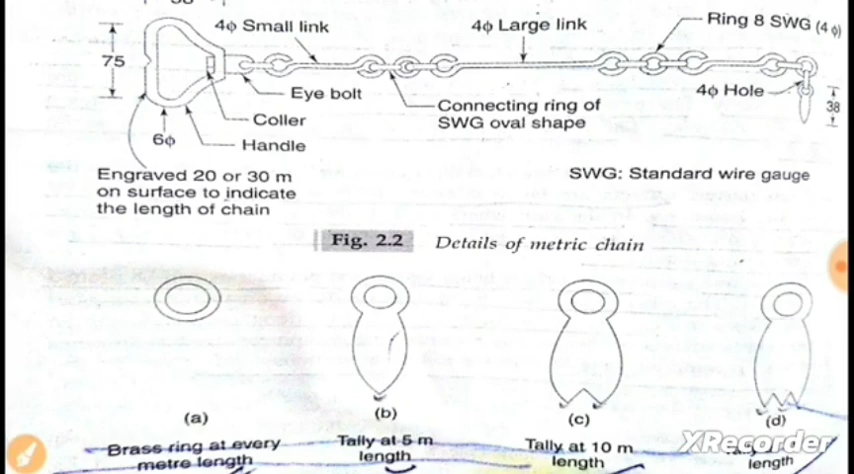 4ϕ Small link
4ϕ Large link
Ring 8 SWG (4 ϕ)
75
Eye bolt
4ϕ Hole
38
Connecting ring of
SWG oval shape
Coller
6ϕ
Handle
Engraved 20 or 30 m
on surface to indicate
the length of chain
SWG: Standard wire gauge
Fig. 2.2 Details of metric chain
(a)
(b)
(c)
(d)
Brass ring at every
metre length
Tally at 5 m
length
Tally at 10 m
length
length
XRecorder